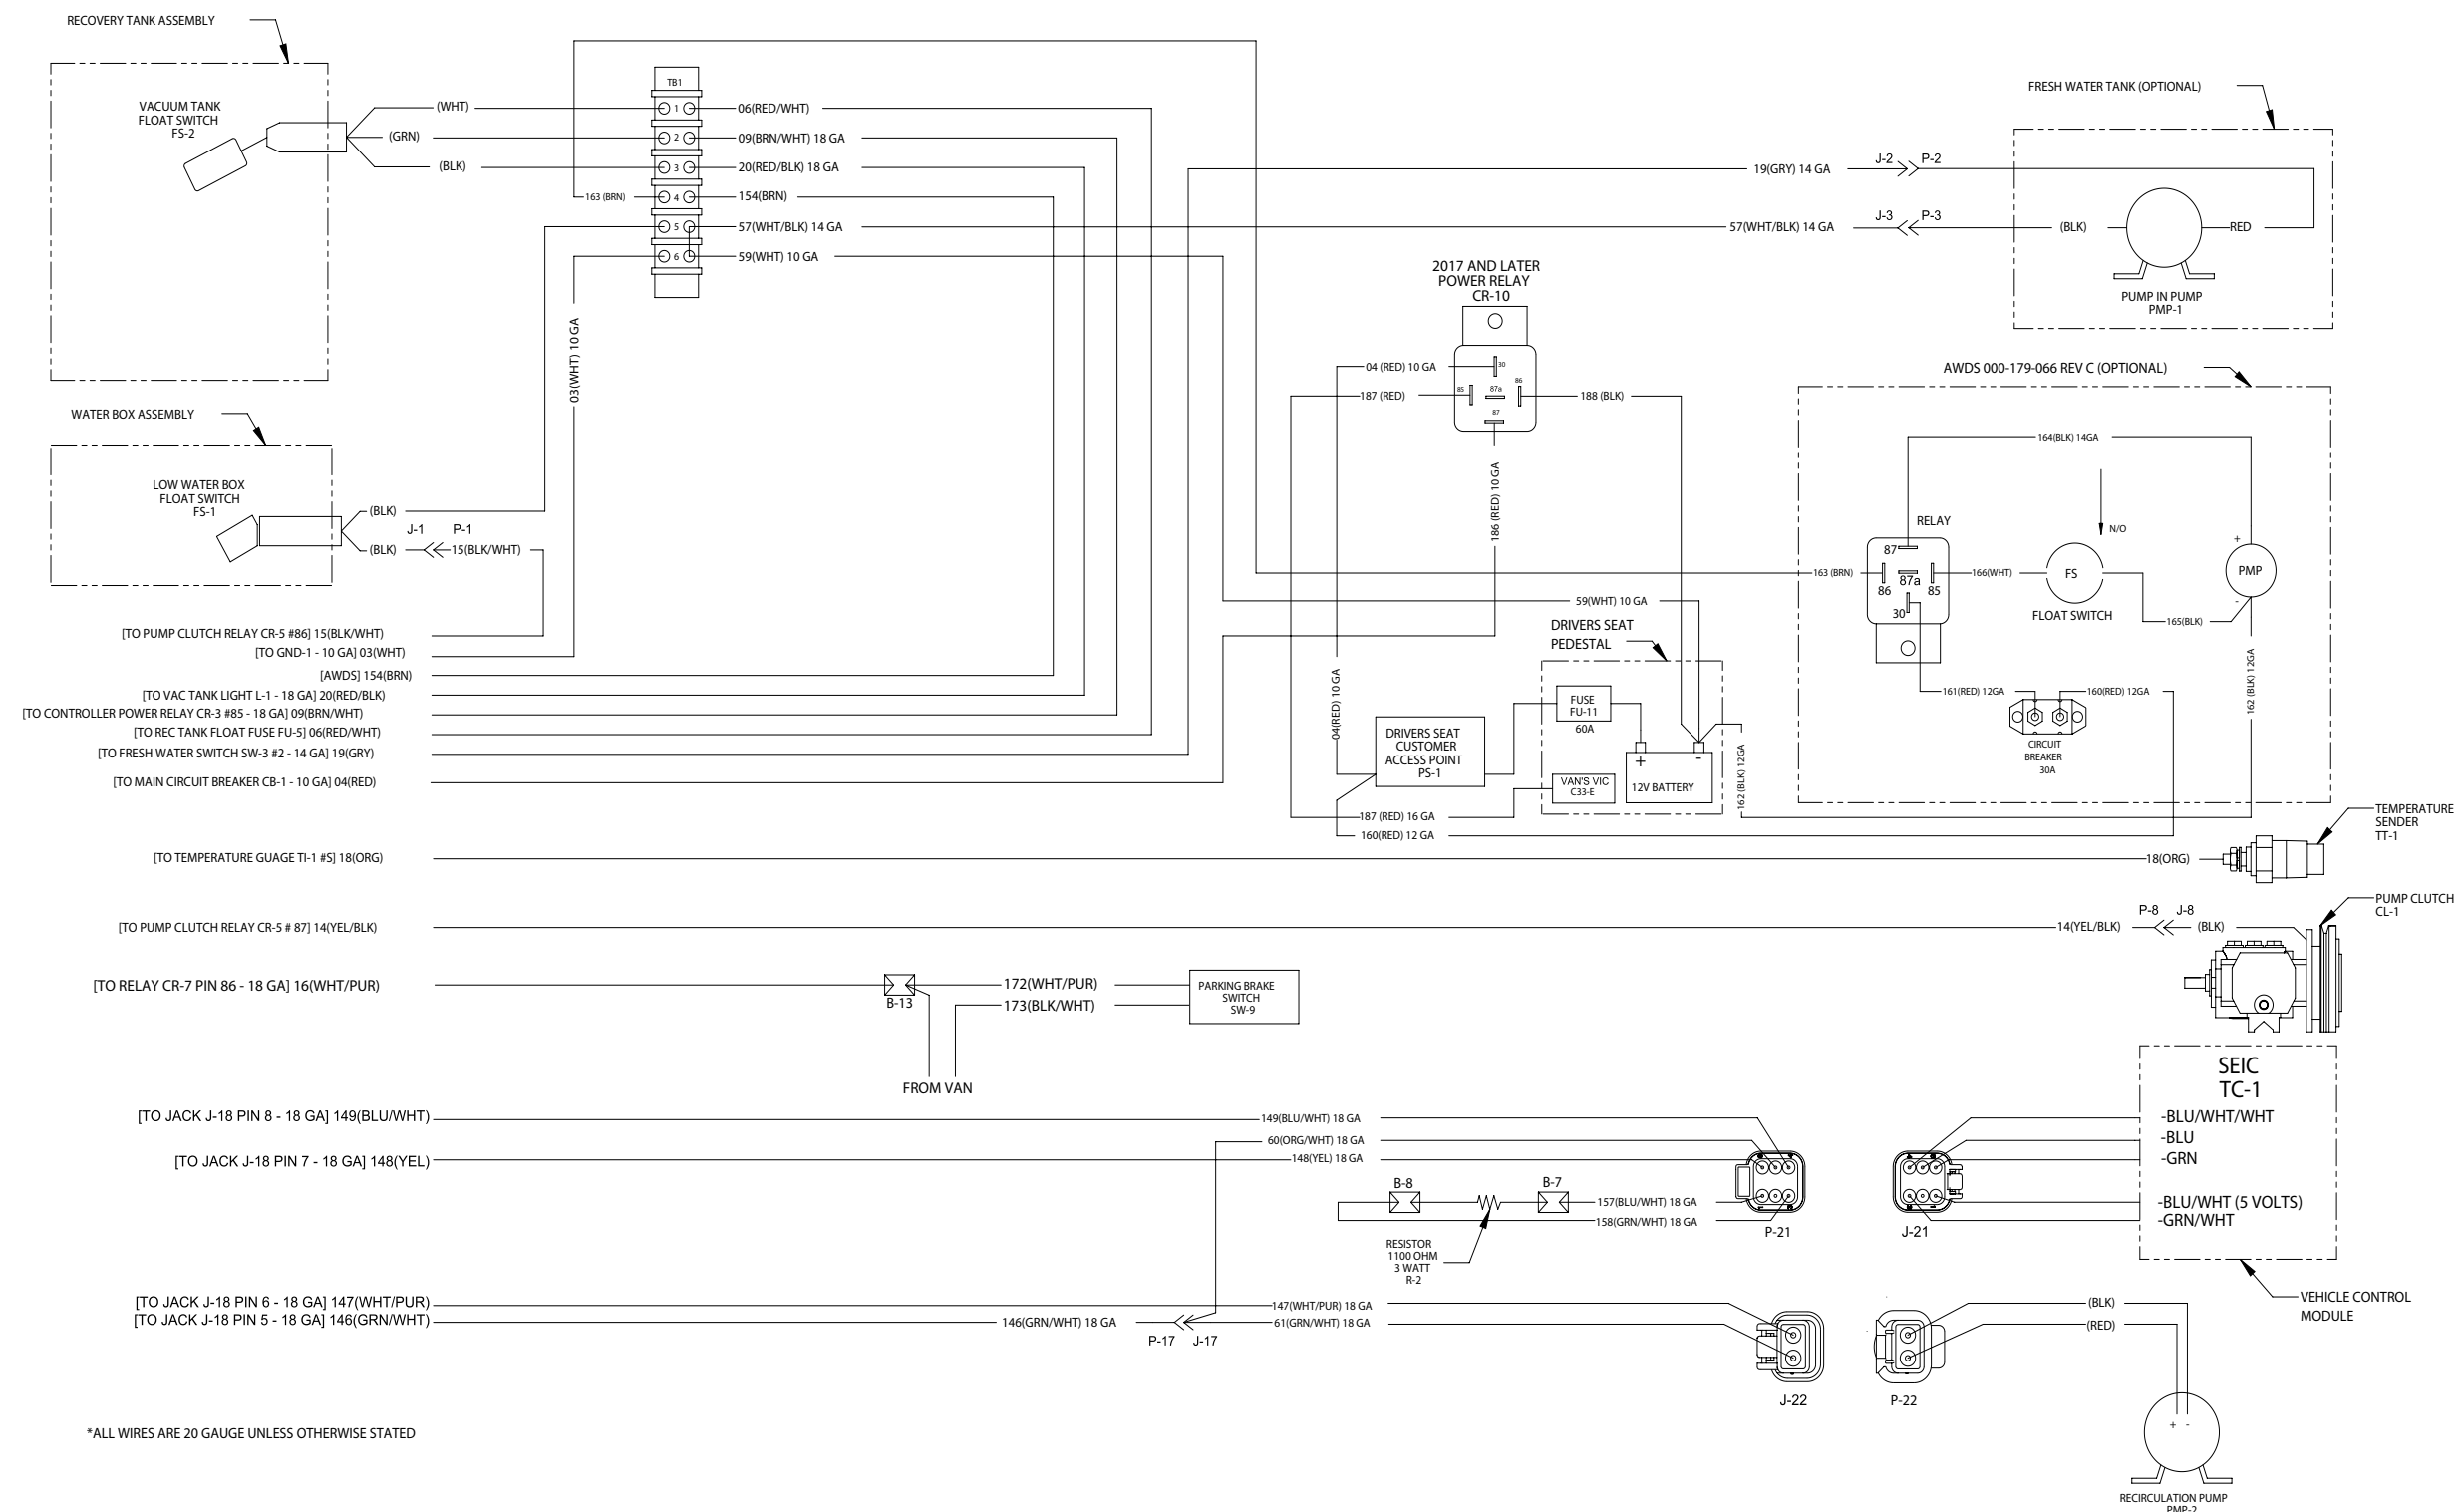 RECOVERY TANK ASSEMBLY
VACUUM TANK
FLOAT SWITCH
FS-2
(WHT)
(GRN)
(BLK)
TB1
1
2
3
4
5
6
06(RED/WHT)
09(BRN/WHT) 18 GA
20(RED/BLK) 18 GA
163 (BRN)
154(BRN)
57(WHT/BLK) 14 GA
59(WHT) 10 GA
03(WHT) 10 GA
FRESH WATER TANK (OPTIONAL)
19(GRY) 14 GA
J-2
P-2
57(WHT/BLK) 14 GA
J-3
P-3
(BLK)
RED
PUMP IN PUMP
PMP-1
2017 AND LATER
POWER RELAY
CR-10
04 (RED) 10 GA
30
187 (RED)
85
87a
86
188 (BLK)
87
186 (RED) 10 GA
WATER BOX ASSEMBLY
LOW WATER BOX
FLOAT SWITCH
FS-1
(BLK)
J-1
P-1
(BLK)
15(BLK/WHT)
AWDS 000-179-066 REV C (OPTIONAL)
164(BLK) 14GA
RELAY
N/O
87
163 (BRN)
87a
86
85
30
166(WHT)
FS
FLOAT SWITCH
+
PMP
-
165(BLK)
162 (BLK) 12GA
161(RED) 12GA
160(RED) 12GA
CIRCUIT
BREAKER
30A
59(WHT) 10 GA
DRIVERS SEAT
PEDESTAL
FUSE
FU-11
60A
04(RED) 10 GA
DRIVERS SEAT
CUSTOMER
ACCESS POINT
PS-1
VAN'S VIC
C33-E
+
-
12V BATTERY
162 (BLK) 12GA
187 (RED) 16 GA
160(RED) 12 GA
[TO PUMP CLUTCH RELAY CR-5 #86] 15(BLK/WHT)
[TO GND-1 - 10 GA] 03(WHT)
[AWDS] 154(BRN)
[TO VAC TANK LIGHT L-1 - 18 GA] 20(RED/BLK)
[TO CONTROLLER POWER RELAY CR-3 #85 - 18 GA] 09(BRN/WHT)
[TO REC TANK FLOAT FUSE FU-5] 06(RED/WHT)
[TO FRESH WATER SWITCH SW-3 #2 - 14 GA] 19(GRY)
[TO MAIN CIRCUIT BREAKER CB-1 - 10 GA] 04(RED)
[TO TEMPERATURE GUAGE TI-1 #S] 18(ORG)
18(ORG)
TEMPERATURE
SENDER
TT-1
[TO PUMP CLUTCH RELAY CR-5 # 87] 14(YEL/BLK)
14(YEL/BLK)
P-8
J-8
(BLK)
PUMP CLUTCH
CL-1
[TO RELAY CR-7 PIN 86 - 18 GA] 16(WHT/PUR)
B-13
172(WHT/PUR)
173(BLK/WHT)
PARKING BRAKE
SWITCH
SW-9
FROM VAN
SEIC
TC-1
-BLU/WHT/WHT
-BLU
-GRN
-BLU/WHT (5 VOLTS)
-GRN/WHT
[TO JACK J-18 PIN 8 - 18 GA] 149(BLU/WHT)
149(BLU/WHT) 18 GA
60(ORG/WHT) 18 GA
[TO JACK J-18 PIN 7 - 18 GA] 148(YEL)
148(YEL) 18 GA
B-8
B-7
157(BLU/WHT) 18 GA
158(GRN/WHT) 18 GA
P-21
J-21
RESISTOR
1100 OHM
3 WATT
R-2
VEHICLE CONTROL
MODULE
[TO JACK J-18 PIN 6 - 18 GA] 147(WHT/PUR)
147(WHT/PUR) 18 GA
[TO JACK J-18 PIN 5 - 18 GA] 146(GRN/WHT)
146(GRN/WHT) 18 GA
P-17
J-17
61(GRN/WHT) 18 GA
J-22
P-22
(BLK)
(RED)
+ -
RECIRCULATION PUMP
PMP-2
*ALL WIRES ARE 20 GAUGE UNLESS OTHERWISE STATED